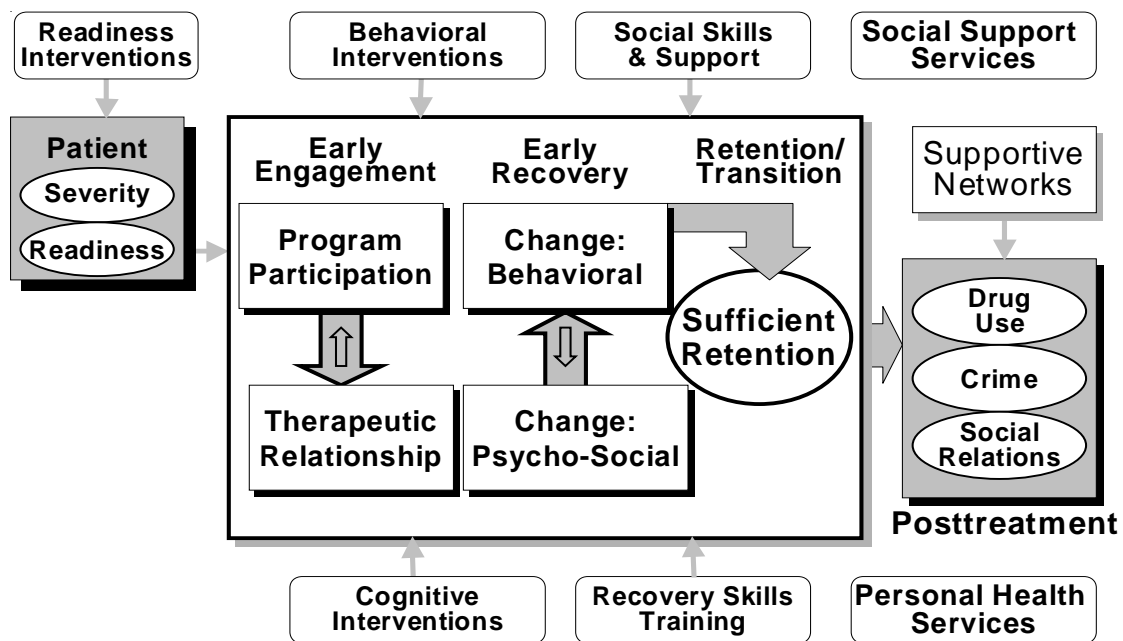 Readiness
Interventions
Behavioral
Interventions
Social Skills
& Support
Social Support
Services
Patient
Severity
Readiness
Early
Engagement
Early
Recovery
Retention/
Transition
Supportive
Networks
Program
Participation
Change:
Behavioral
Sufficient
Retention
Therapeutic
Relationship
Change:
Psycho-Social
Drug
Use
Crime
Social
Relations
Posttreatment
Cognitive
Interventions
Recovery Skills
Training
Personal Health
Services